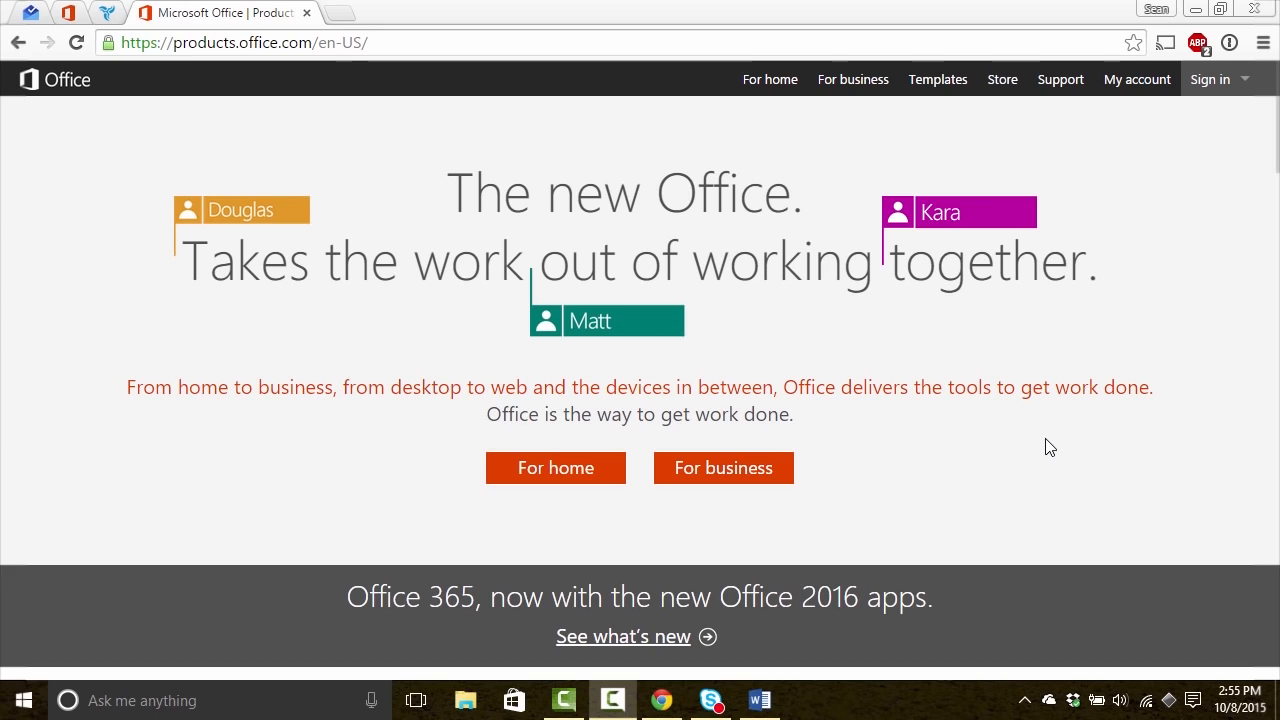 Microsoft Office | Product
Sean
https://products.office.com/en-US/
ABP
2
Office
For home
For business
Templates
Store
Support
My account
Sign in
The new Office.
Douglas
Kara
Takes the work out of working together.
Matt
From home to business, from desktop to web and the devices in between, Office delivers the tools to get work done.
Office is the way to get work done.
For home
For business
Office 365, now with the new Office 2016 apps.
See what's new
Ask me anything
2:55 PM
10/8/2015